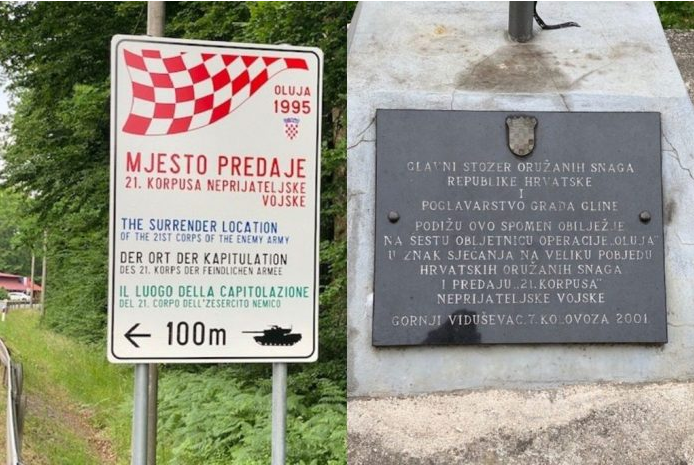 OLUJA
1995
MJESTO PREDAJE
21. KORPUSA NEPRIJATELJSKE
VOJSKE
THE SURRENDER LOCATION
OF THE 21ST CORPS OF THE ENEMY ARMY
DER ORT DER KAPITULATION
DES 21. KORPS DER FEINDLICHEN ARMEE
IL LUOGO DELLA CAPITOLAZIONE
DEL 21. CORPO DELL'ZESERCITO NEMICO
← 100m
GLAVNI STOŽER ORUŽANIH SNAGA
REPUBLIKE HRVATSKE
I
POGLAVARSTVO GRADA GLINE
PODIŽU OVO SPOMEN OBILJEŽJE
NA ŠESTU OBLJETNICU OPERACIJE „OLUJA"
U ZNAK SJEĆANJA NA VELIKU POBJEDU
HRVATSKIH ORUŽANIH SNAGA
I PREDAJU „21. KORPUSA"
NEPRIJATELJSKE VOJSKE
GORNJI VIDUŠEVAC, 7. KOLOVOZA 2001.